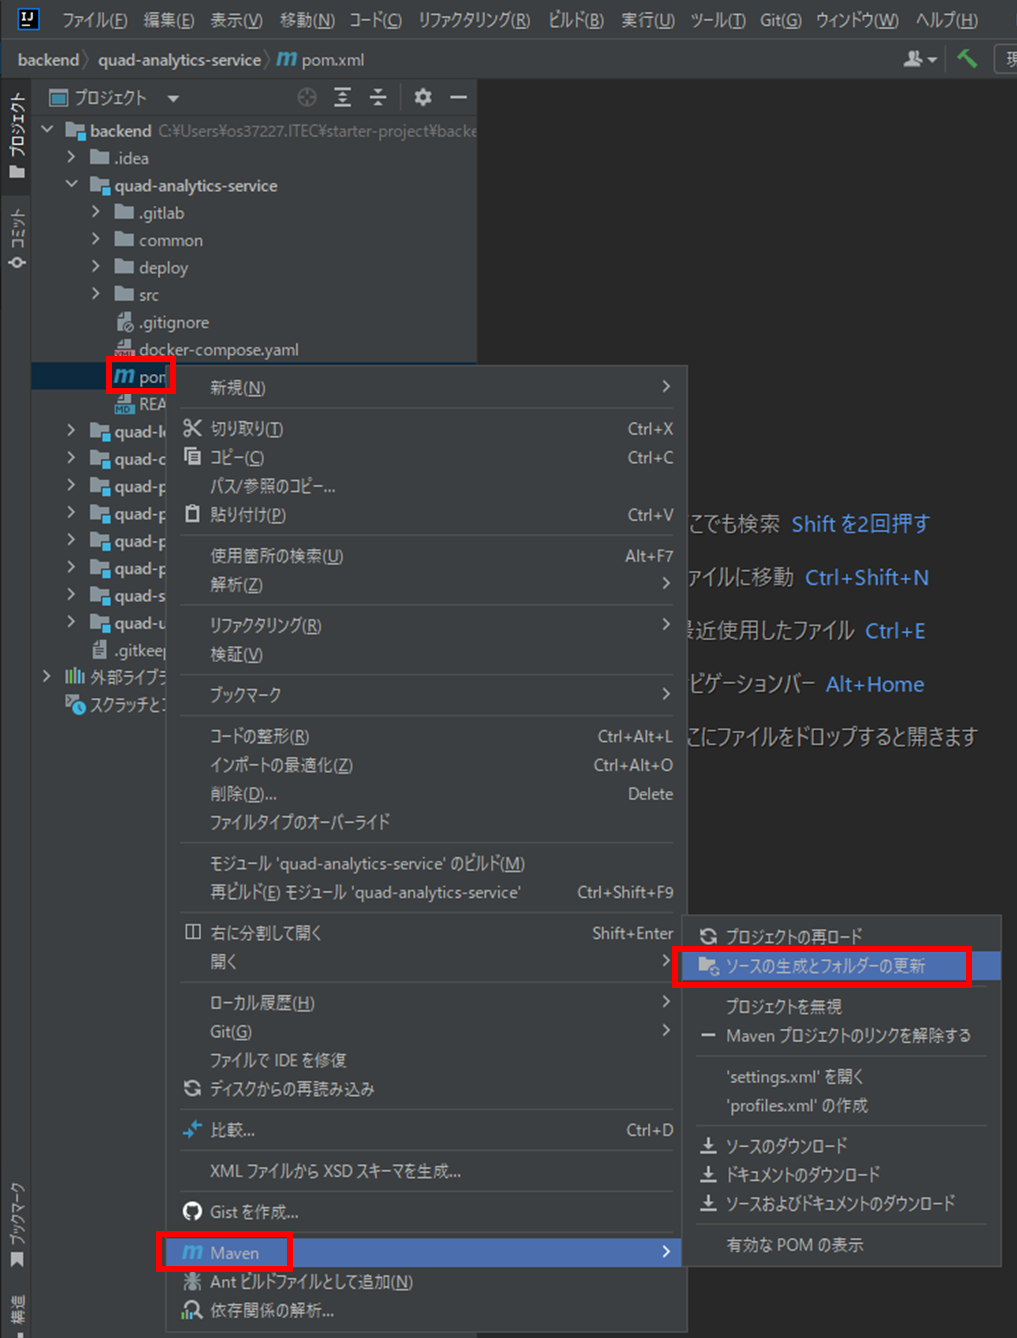 IJ
ファイル(F) 編集(E) 表示(V) 移動(N) コード(C) リファクタリング(R) ビルド(B) 実行(U) ツール(T) Git(G) ウィンドウ(W) ヘルプ(H)
backend 〉 quad-analytics-service 〉 m pom.xml
現
プロジェクト
コミット
ブックマーク
構造
プロジェクト
backend C:¥Users¥os37227.ITEC¥starter-project¥backe
.idea
quad-analytics-service
.gitlab
common
deploy
src
.gitignore
docker-compose.yaml
m pom
REA
quad-l
quad-c
quad-p
quad-p
quad-p
quad-p
quad-s
quad-u
.gitkeep
外部ライブラ
スクラッチとコ
新規(N)
切り取り(T) Ctrl+X
コピー(C) Ctrl+C
パス/参照のコピー...
貼り付け(P) Ctrl+V
使用箇所の検索(U) Alt+F7
解析(Z)
リファクタリング(R)
検証(V)
ブックマーク
コードの整形(R) Ctrl+Alt+L
インポートの最適化(Z) Ctrl+Alt+O
削除(D)... Delete
ファイルタイプのオーバーライド
モジュール 'quad-analytics-service' のビルド(M)
再ビルド(E) モジュール 'quad-analytics-service' Ctrl+Shift+F9
右に分割して開く Shift+Enter
開く
ローカル履歴(H)
Git(G)
ファイルで IDE を修復
ディスクからの再読み込み
比較... Ctrl+D
XML ファイルから XSD スキーマを生成...
Gist を作成...
m Maven
Ant ビルドファイルとして追加(N)
依存関係の解析...
こでも検索 Shift を2回押す
ァイルに移動 Ctrl+Shift+N
最近使用したファイル Ctrl+E
ビゲーションバー Alt+Home
こにファイルをドロップすると開きます
プロジェクトの再ロード
ソースの生成とフォルダーの更新
プロジェクトを無視
Maven プロジェクトのリンクを解除する
'settings.xml' を開く
'profiles.xml' の作成
ソースのダウンロード
ドキュメントのダウンロード
ソースおよびドキュメントのダウンロード
有効な POM の表示